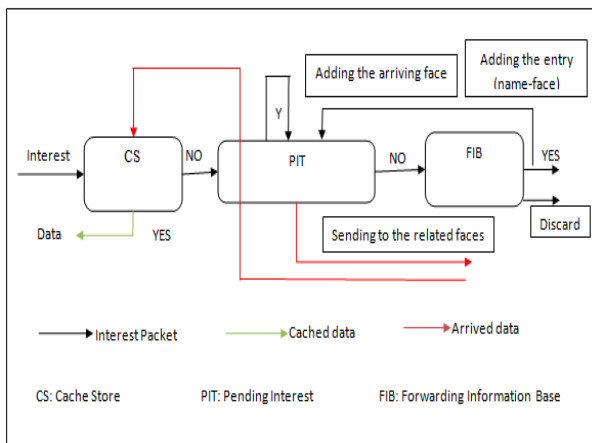 Adding the arriving face
Adding the entry
(name-face)
Y
Interest
CS
NO
PIT
NO
FIB
YES
Data
YES
Sending to the related faces
Discard
Interest Packet
Cached data
Arrived data
CS: Cache Store
PIT: Pending Interest
FIB: Forwarding Information Base